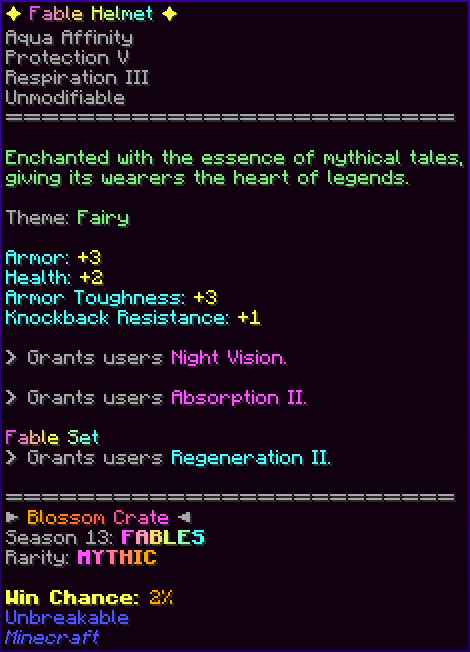 ✦ Fable Helmet ✦
Aqua Affinity
Protection V
Respiration III
Unmodifiable
============================
Enchanted with the essence of mythical tales,
giving its wearers the heart of legends.
Theme: Fairy
Armor: +3
Health: +2
Armor Toughness: +3
Knockback Resistance: +1
> Grants users Night Vision.
> Grants users Absorption II.
Fable Set
> Grants users Regeneration II.
============================
► Blossom Crate ◄
Season 13: FABLES
Rarity: MYTHIC
Win Chance: 2%
Unbreakable
Minecraft